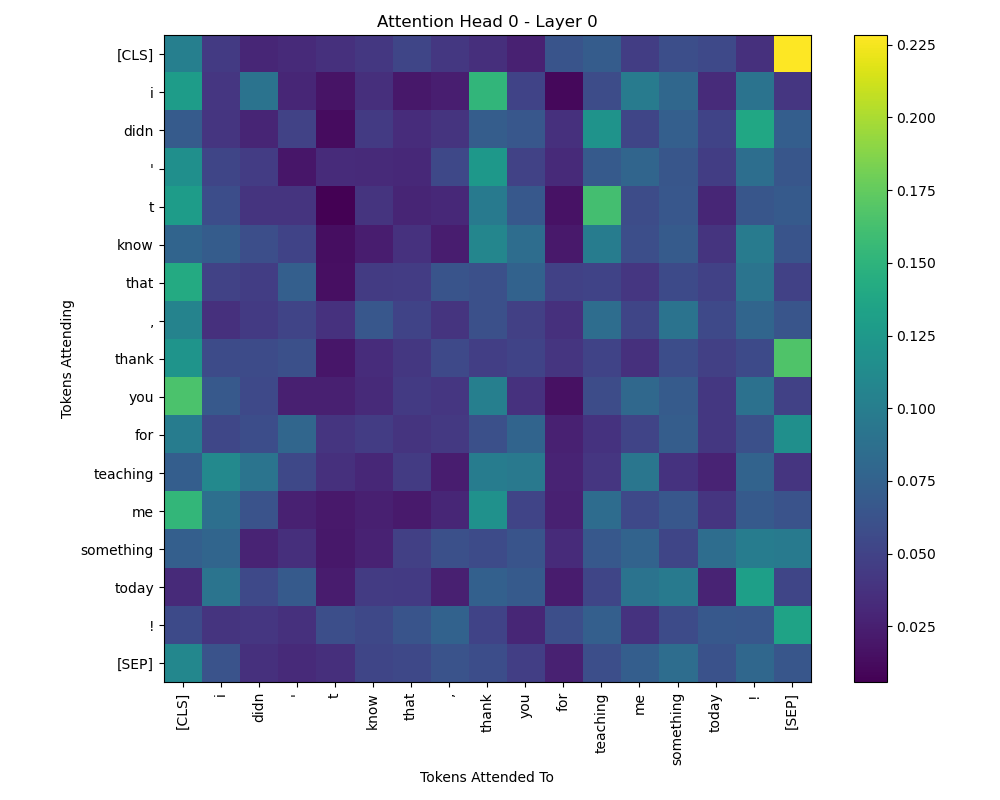 Attention Head 0 - Layer 0
[CLS]
i
didn
'
t
know
that
,
thank
you
for
teaching
me
something
today
!
[SEP]
Tokens Attending
[CLS]
i
didn
'
t
know
that
,
thank
you
for
teaching
me
something
today
!
[SEP]
Tokens Attended To
0.225
0.200
0.175
0.150
0.125
0.100
0.075
0.050
0.025